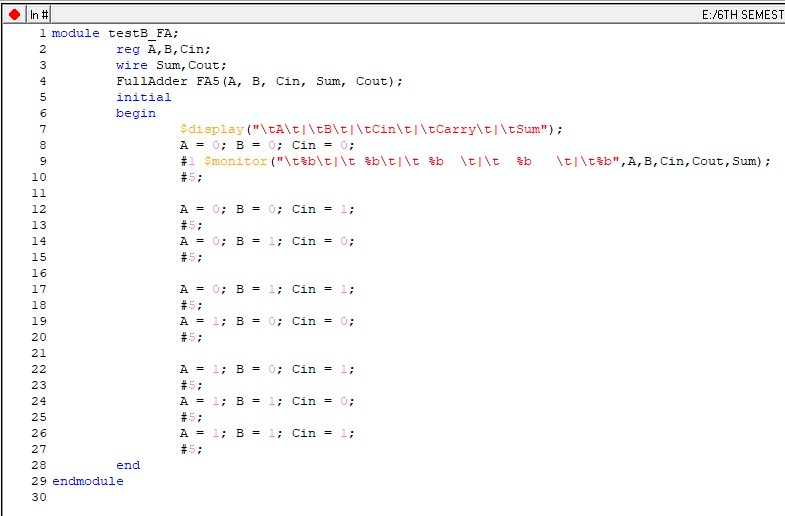 ln # E:/6TH SEMEST
1 module testB_FA;
2 reg A,B,Cin;
3 wire Sum,Cout;
4 FullAdder FA5(A, B, Cin, Sum, Cout);
5 initial
6 begin
7 $display("\tA\t|\tB\t|\tCin\t|\tCarry\t|\tSum");
8 A = 0; B = 0; Cin = 0;
9 #1 $monitor("\t%b\t|\t %b\t|\t %b  \t|\t  %b   \t|\t%b",A,B,Cin,Cout,Sum);
10 #5;
11
12 A = 0; B = 0; Cin = 1;
13 #5;
14 A = 0; B = 1; Cin = 0;
15 #5;
16
17 A = 0; B = 1; Cin = 1;
18 #5;
19 A = 1; B = 0; Cin = 0;
20 #5;
21
22 A = 1; B = 0; Cin = 1;
23 #5;
24 A = 1; B = 1; Cin = 0;
25 #5;
26 A = 1; B = 1; Cin = 1;
27 #5;
28 end
29 endmodule
30